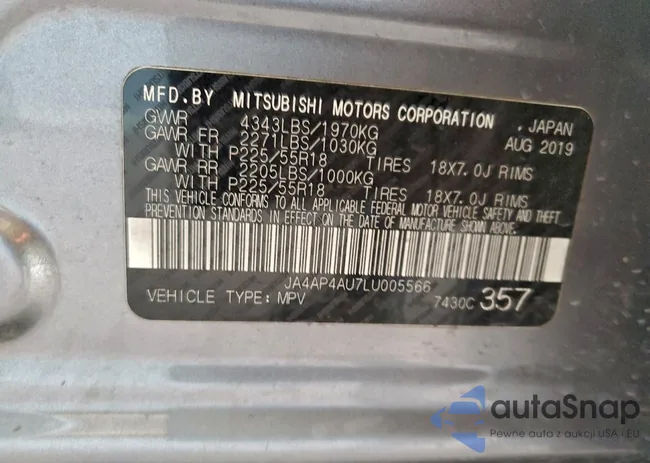 MFD.BY MITSUBISHI MOTORS CORPORATION , JAPAN
GVWR 4343LBS/1970KG AUG 2019
GAWR FR 2271LBS/1030KG
WITH P225/55R18 TIRES 18X7.0J RIMS
GAWR RR 2205LBS/1000KG
WITH P225/55R18 TIRES 18X7.0J RIMS
THIS VEHICLE CONFORMS TO ALL APPLICABLE FEDERAL MOTOR VEHICLE SAFETY AND THEFT
PREVENTION STANDARDS IN EFFECT ON THE DATE OF MANUFACTURE SHOWN ABOVE.
JA4AP4AU7LU005566
VEHICLE TYPE: MPV 7430C 357
autoSnap
Pewne auto z aukcji USA i EU